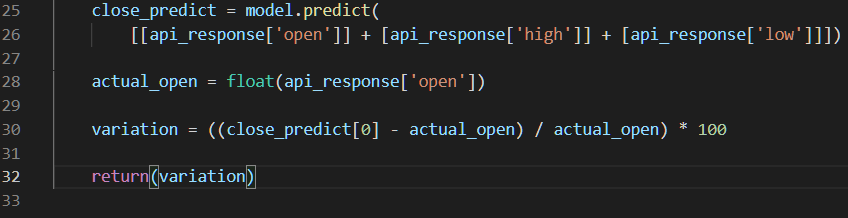 25 close_predict = model.predict(
26 [[api_response['open']] + [api_response['high']] + [api_response['low']]])
27
28 actual_open = float(api_response['open'])
29
30 variation = ((close_predict[0] - actual_open) / actual_open) * 100
31
32 return(variation)
33